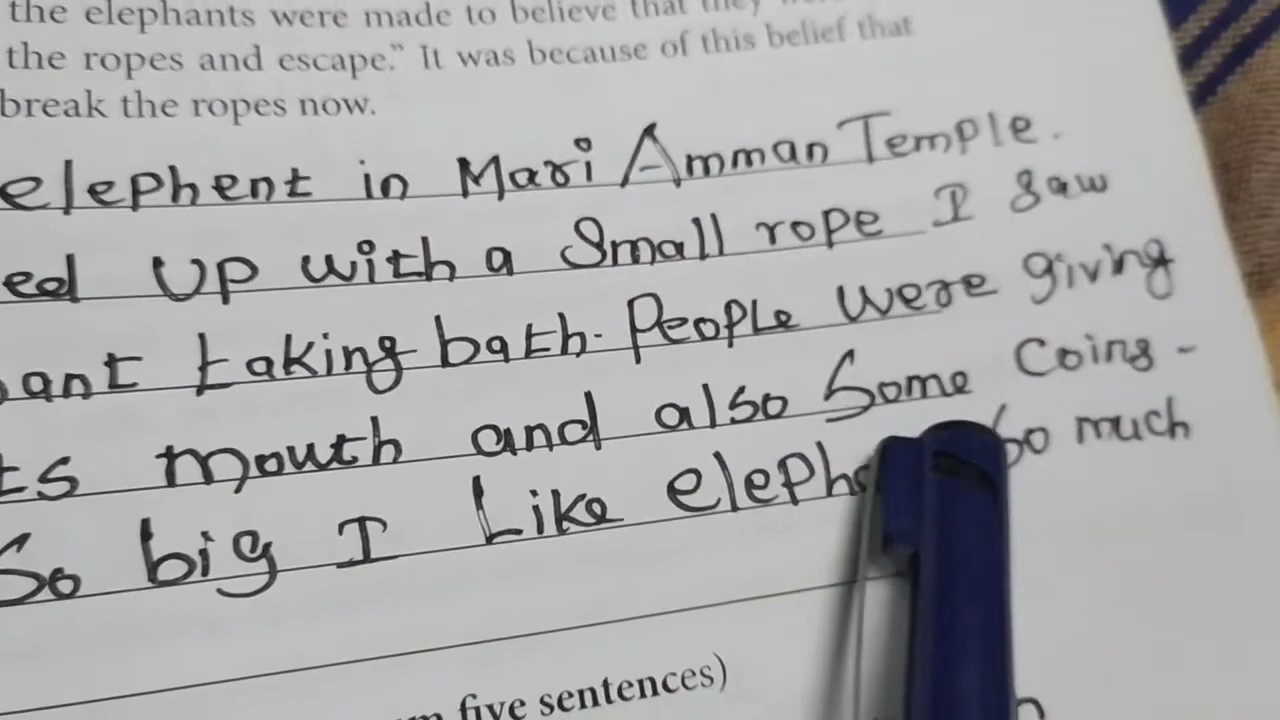 the elephants were made to believe that they
the ropes and escape." It was because of this belief that
break the ropes now.
elephent in Mari Amman Temple.
ed up with a small rope I saw
ant taking bath. People were giving
ts mouth and also some coins.
So big I Like eleph So much
five sentences)